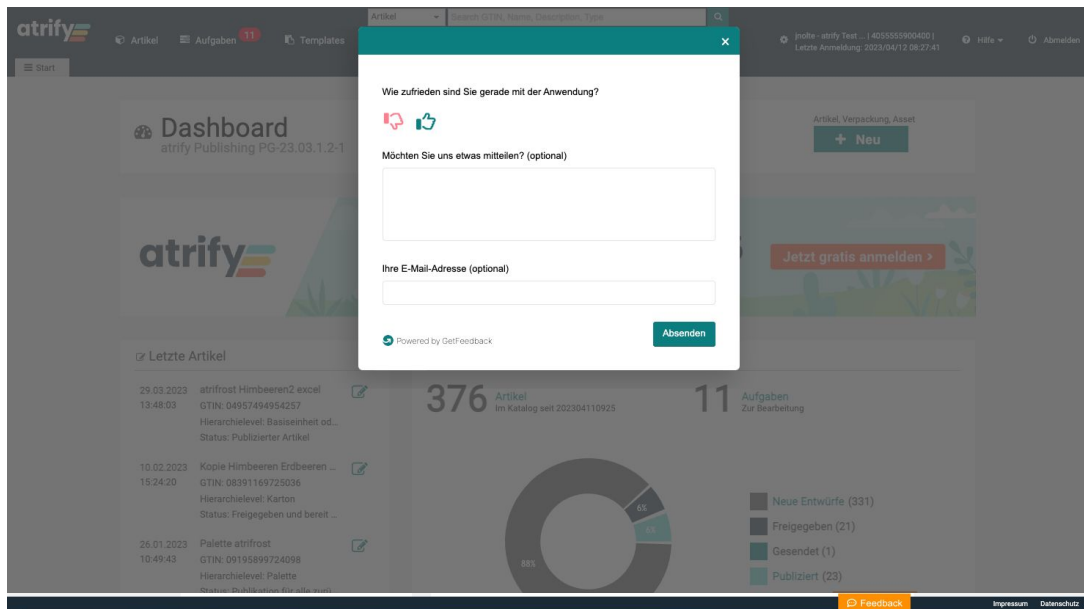 atrify
Artikel
Search GTIN, Name, Description, Type
Artikel
Aufgaben 11
Templates
jnolte - atrify Test ... | 4055555900400 |
Letzte Anmeldung: 2023/04/12 08:27:41
Hilfe
Abmelden
Start
×
Wie zufrieden sind Sie gerade mit der Anwendung?
Möchten Sie uns etwas mitteilen? (optional)
Ihre E-Mail-Adresse (optional)
Powered by GetFeedback
Absenden
Dashboard
atrify Publishing PG-23.03.1.2-1
Artikel, Verpackung, Asset
+ Neu
atrify
Jetzt gratis anmelden >
Letzte Artikel
29.03.2023 atrifrost Himbeeren2 excel
13:48:03 GTIN: 04957494954257
Hierarchielevel: Basiseinheit od...
Status: Publizierter Artikel
10.02.2023 Kopie Himbeeren Erdbeeren ...
15:24:20 GTIN: 08391169725036
Hierarchielevel: Karton
Status: Freigegeben und bereit ...
26.01.2023 Palette atrifrost
10:49:43 GTIN: 09195899724098
Hierarchielevel: Palette
Status: Publikation für alle
376 Artikel
Im Katalog seit 202304110925
11 Aufgaben
Zur Bearbeitung
6%
6%
88%
Neue Entwürfe (331)
Freigegeben (21)
Gesendet (1)
Publiziert (23)
Feedback
Impressum
Datenschutz